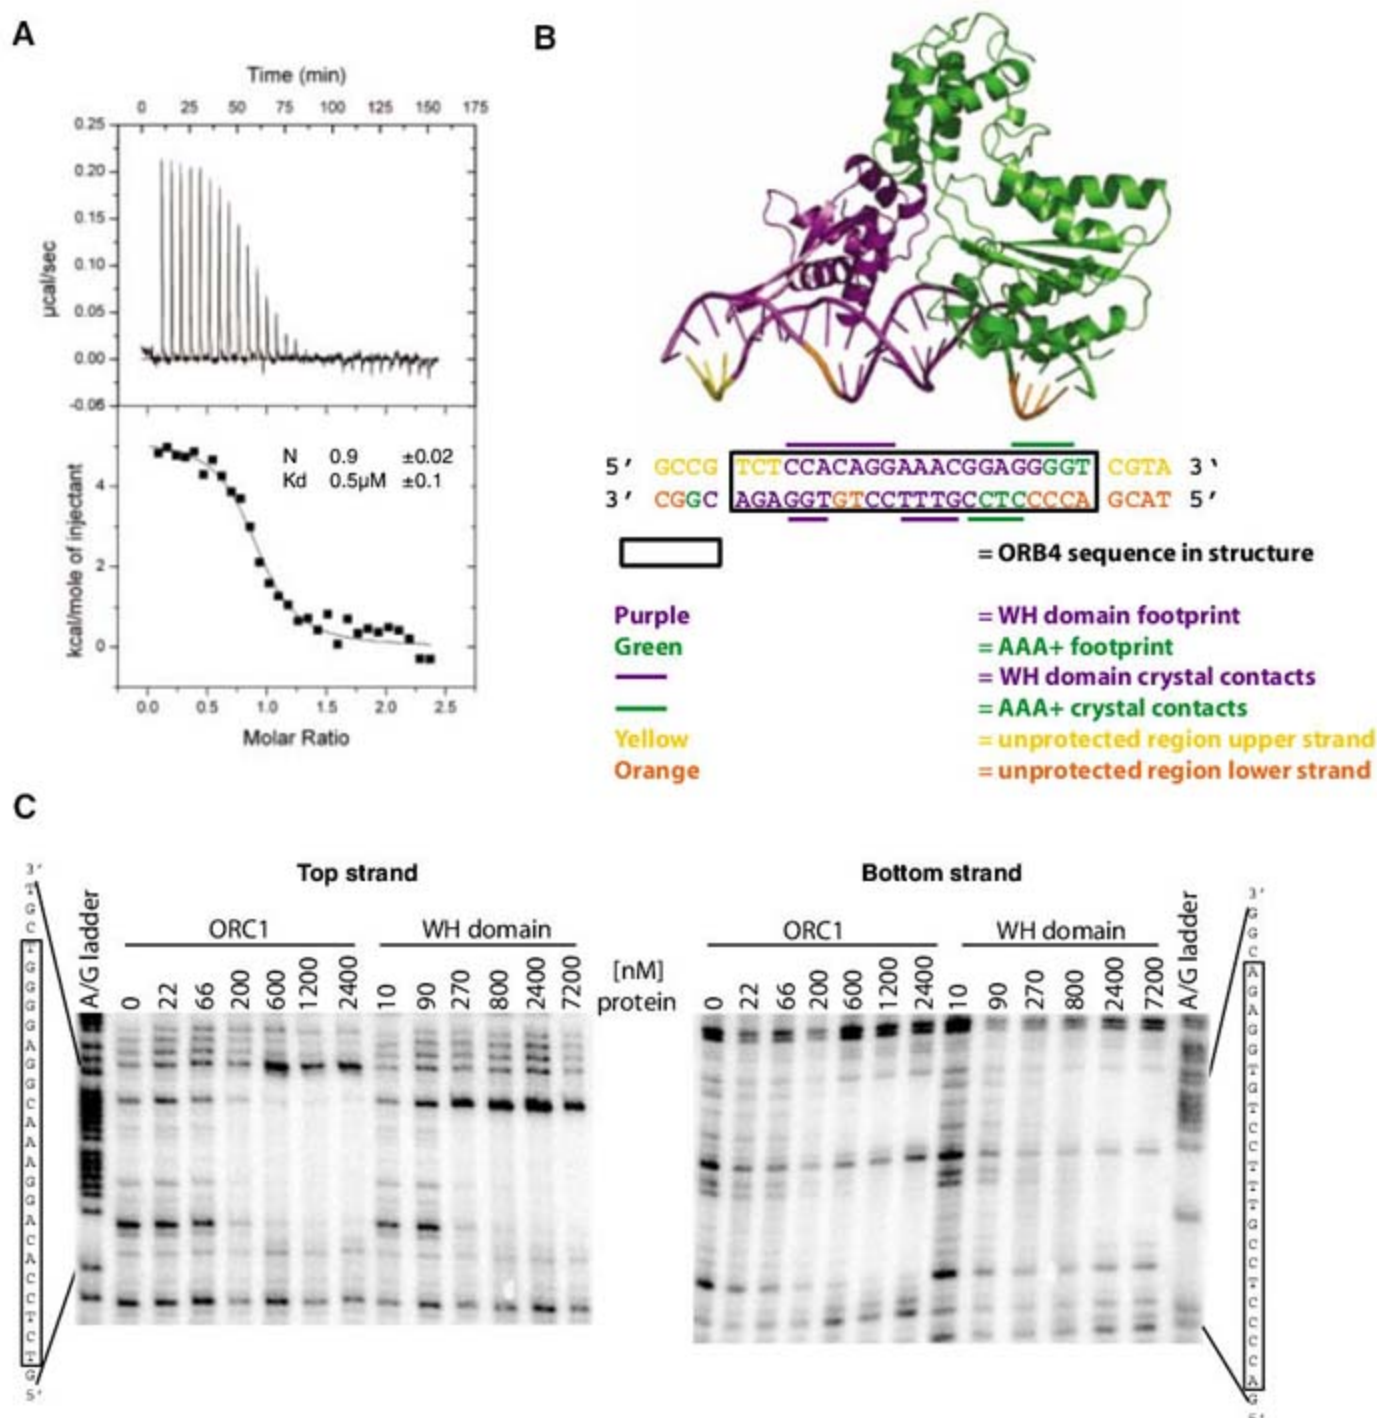 A
Time (min)
0 25 50 75 100 125 150 175
0.25
0.20
0.15
0.10
0.05
0.00
-0.05
µcal/sec
N 0.9 ±0.02
Kd 0.5µM ±0.1
4
2
0
kcal/mole of injectant
0.0 0.5 1.0 1.5 2.0 2.5
Molar Ratio
B
5' GCCG TCTCCACAGGAAACGGAGGGGT CGTA 3'
3' CGGC AGAGGTGTCCTTTGCCTCCCCA GCAT 5'
= ORB4 sequence in structure
Purple = WH domain footprint
Green = AAA+ footprint
= WH domain crystal contacts
= AAA+ crystal contacts
Yellow = unprotected region upper strand
Orange = unprotected region lower strand
C
Top strand
Bottom strand
ORC1 WH domain
ORC1 WH domain
A/G ladder
0 22 66 200 600 1200 2400 10 90 270 800 2400 7200
[nM]
protein
0 22 66 200 600 1200 2400 10 90 270 800 2400 7200
A/G ladder
3'
T
G
C
T
G
G
G
G
A
G
G
C
A
A
A
G
G
A
C
A
C
C
T
C
T
G
5'
3'
G
G
C
A
G
A
G
G
T
G
T
C
C
T
T
T
G
C
C
T
C
C
C
C
A
G